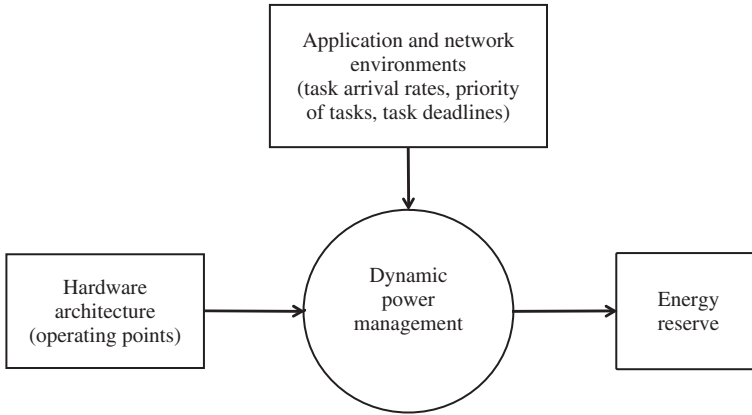 Application and network
environments
(task arrival rates, priority
of tasks, task deadlines)
Hardware
architecture
(operating points)
Dynamic
power
management
Energy
reserve